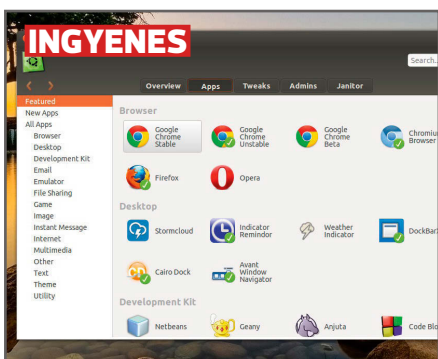 INGYENES
Search..
Overview Apps Tweaks Admins Janitor
Featured
New Apps
All Apps
Browser
Desktop
Development Kit
Email
Emulator
File Sharing
Game
Image
Instant Message
Internet
Multimedia
Other
Text
Theme
Utility
Browser
Google Chrome Stable
Google Chrome Unstable
Google Chrome Beta
Chromiu
Browser
Firefox
Opera
Desktop
Stormcloud
Indicator Remindor
Weather Indicator
DockBar
Cairo Dock
Avant Window Navigator
Development Kit
Netbeans
Geany
Anjuta
Code Blo